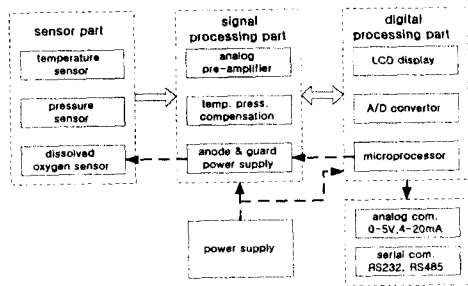 sensor part
temperature
sensor
pressure
sensor
dissolved
oxygen sensor
signal
processing part
analog
pre-amplifier
temp. press.
compensation
anode & guard
power supply
power supply
digital
processing part
LCD display
A/D convertor
microprocessor
analog com.
0-5V,4-20mA
serial com.
RS232, RS485